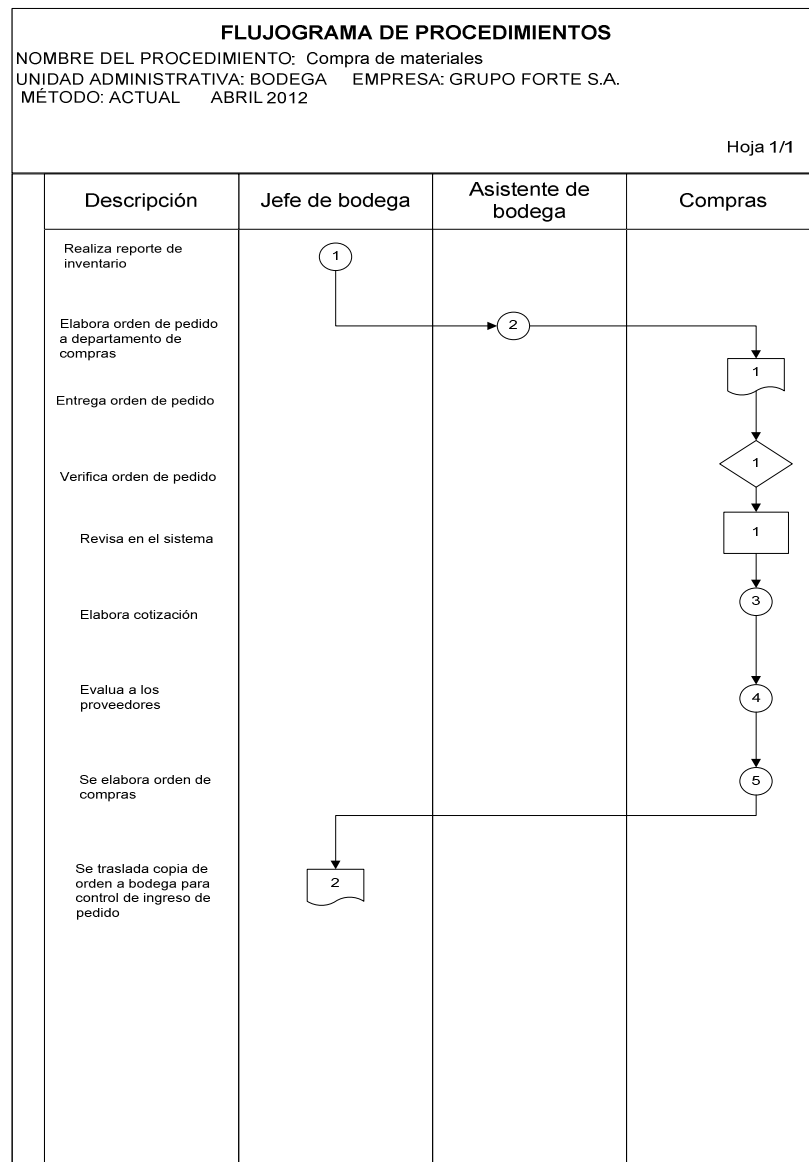 FLUJOGRAMA DE PROCEDIMIENTOS
NOMBRE DEL PROCEDIMIENTO: Compra de materiales
UNIDAD ADMINISTRATIVA: BODEGA EMPRESA: GRUPO FORTE S.A.
MÉTODO: ACTUAL ABRIL 2012
Hoja 1/1
Descripción
Jefe de bodega
Asistente de
bodega
Compras
Realiza reporte de
inventario
1
Elabora orden de pedido
a departamento de
compras
2
1
Entrega orden de pedido
Verifica orden de pedido
1
Revisa en el sistema
1
Elabora cotización
3
Evalua a los
proveedores
4
Se elabora orden de
compras
5
Se traslada copia de
orden a bodega para
control de ingreso de
pedido
2